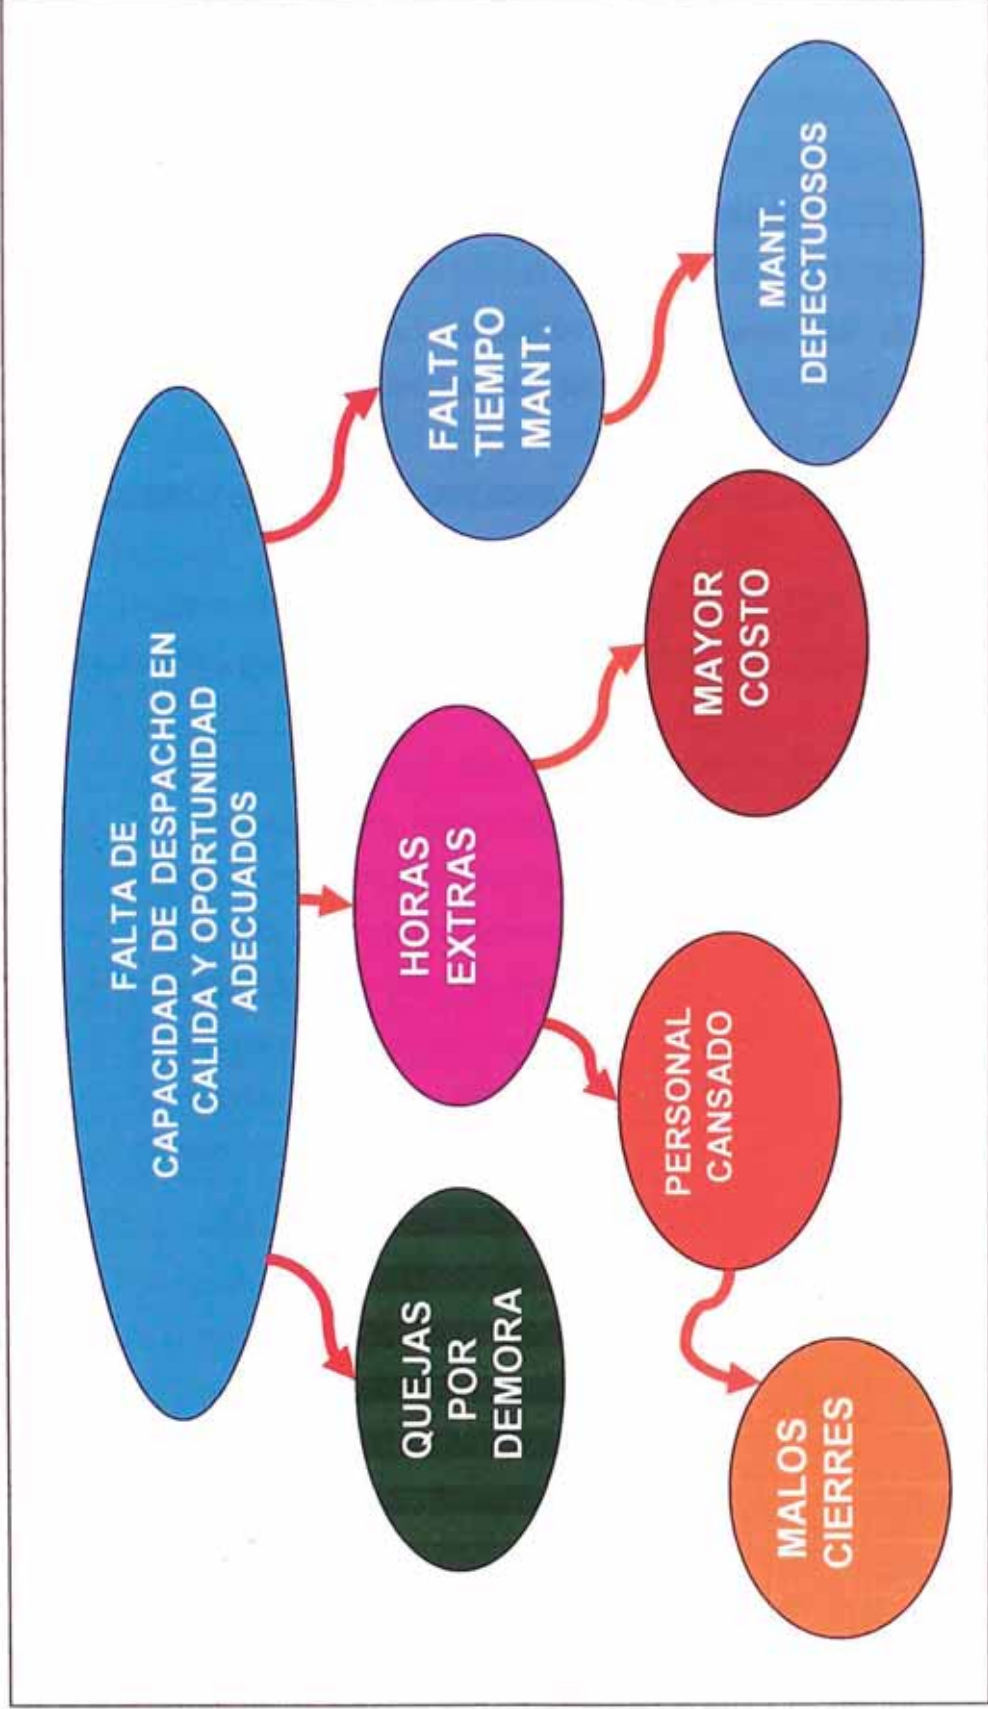 FALTA DE
CAPACIDAD DE DESPACHO EN
CALIDA Y OPORTUNIDAD
ADECUADOS
QUEJAS
POR
DEMORA
HORAS
EXTRAS
FALTA
TIEMPO
MANT.
PERSONAL
CANSADO
MAYOR
COSTO
MANT.
DEFECTUOSOS
MALOS
CIERRES